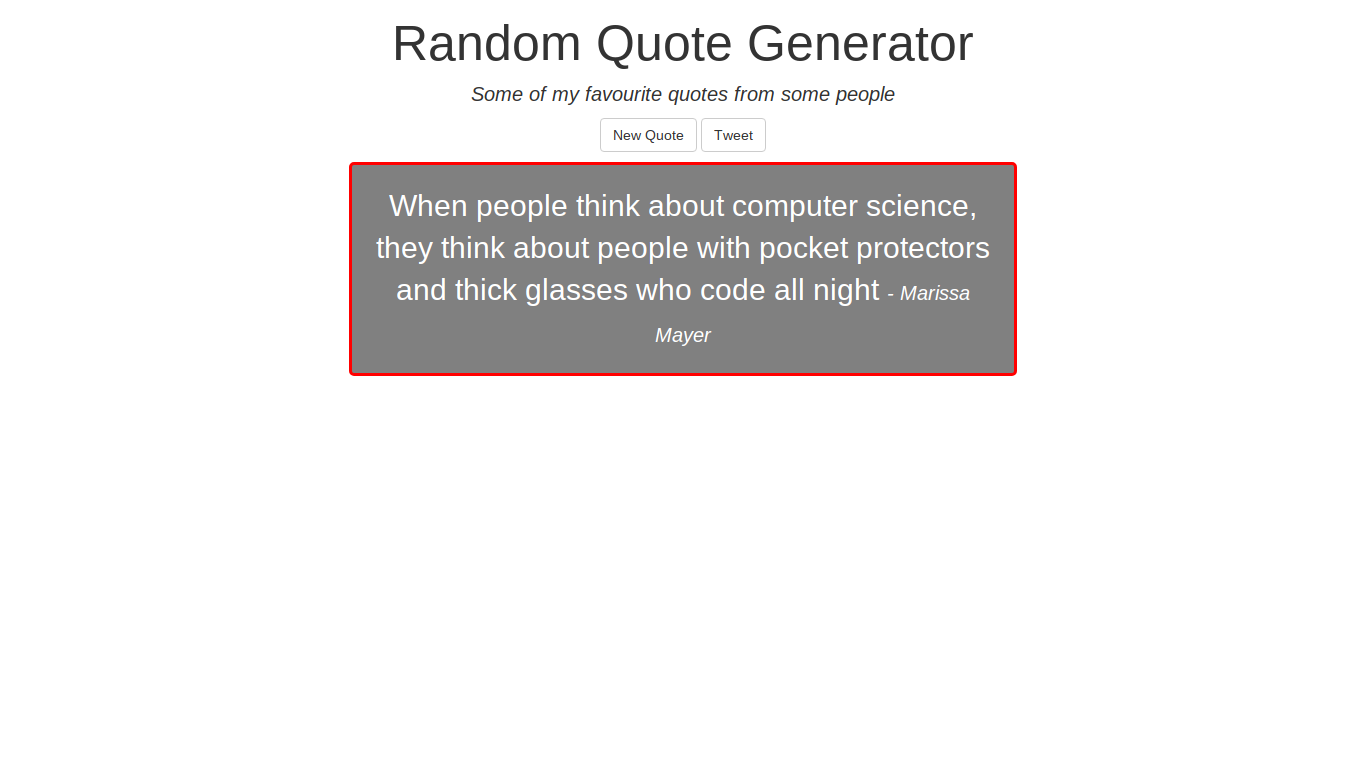 Random Quote Generator
Some of my favourite quotes from some people
New Quote Tweet
When people think about computer science,
they think about people with pocket protectors
and thick glasses who code all night - Marissa
Mayer